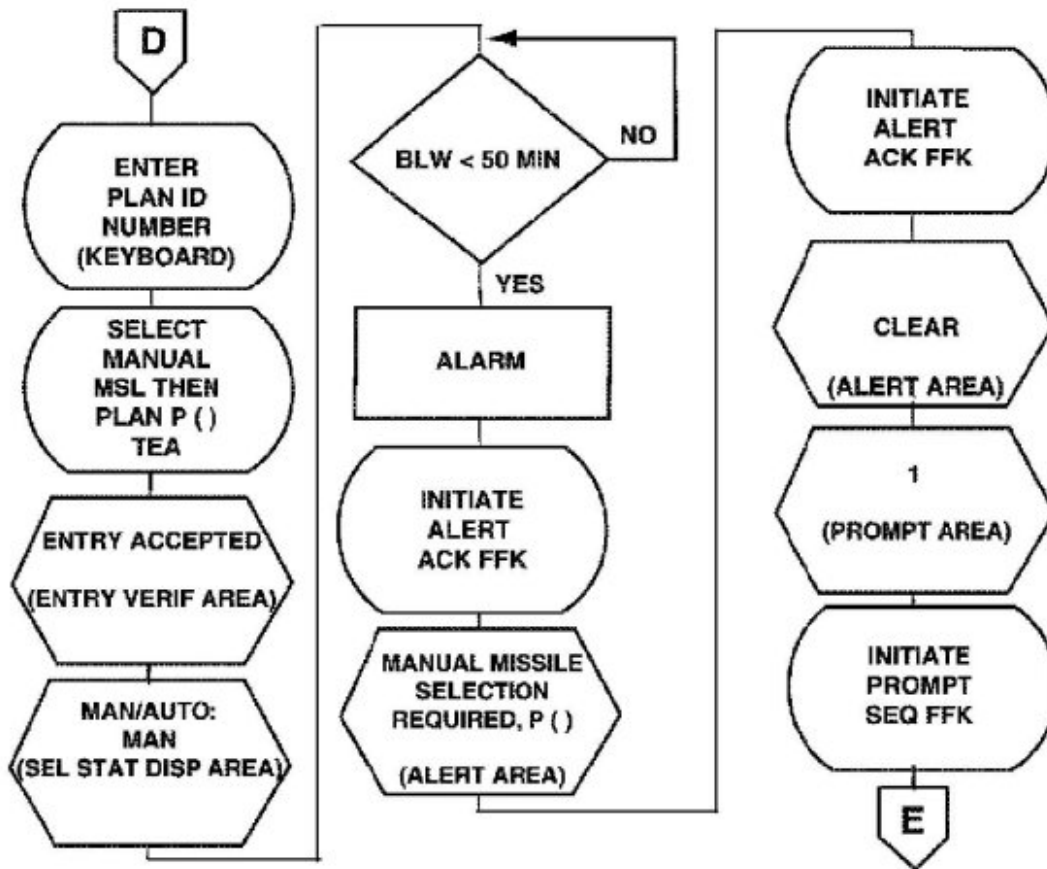 D
ENTER
PLAN ID
NUMBER
(KEYBOARD)
SELECT
MANUAL
MSL THEN
PLAN P ( )
TEA
ENTRY ACCEPTED
(ENTRY VERIF AREA)
MAN/AUTO:
MAN
(SEL STAT DISP AREA)
BLW < 50 MIN
NO
YES
ALARM
INITIATE
ALERT
ACK FFK
MANUAL MISSILE
SELECTION
REQUIRED, P ( )
(ALERT AREA)
INITIATE
ALERT
ACK FFK
CLEAR
(ALERT AREA)
1
(PROMPT AREA)
INITIATE
PROMPT
SEQ FFK
E